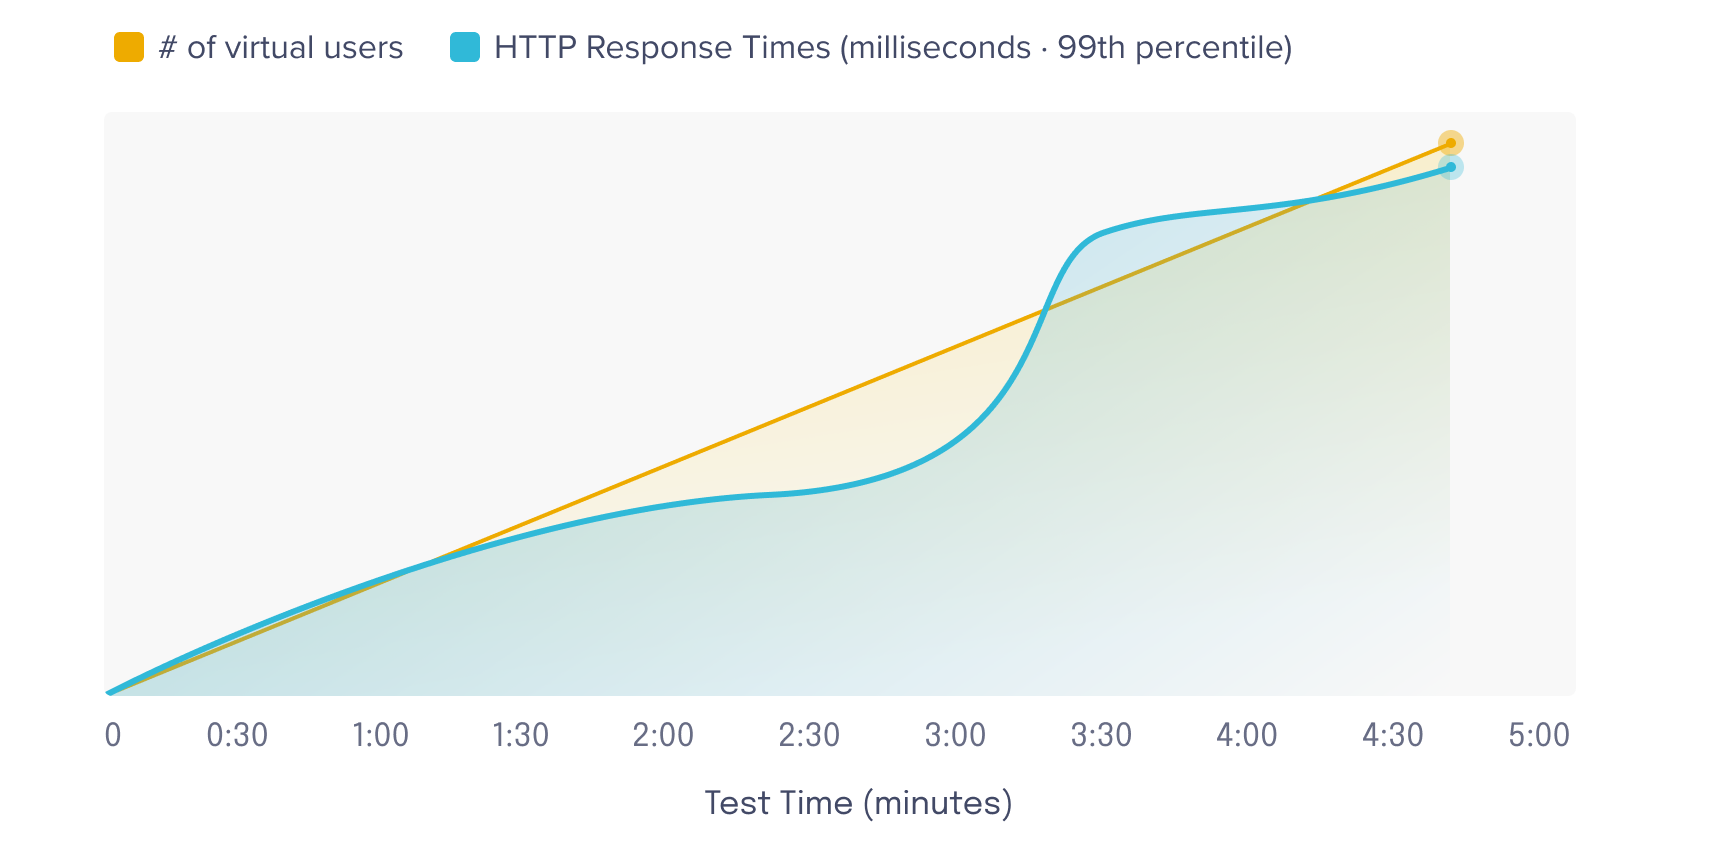 # of virtual users HTTP Response Times (milliseconds · 99th percentile)
0 0:30 1:00 1:30 2:00 2:30 3:00 3:30 4:00 4:30 5:00
Test Time (minutes)